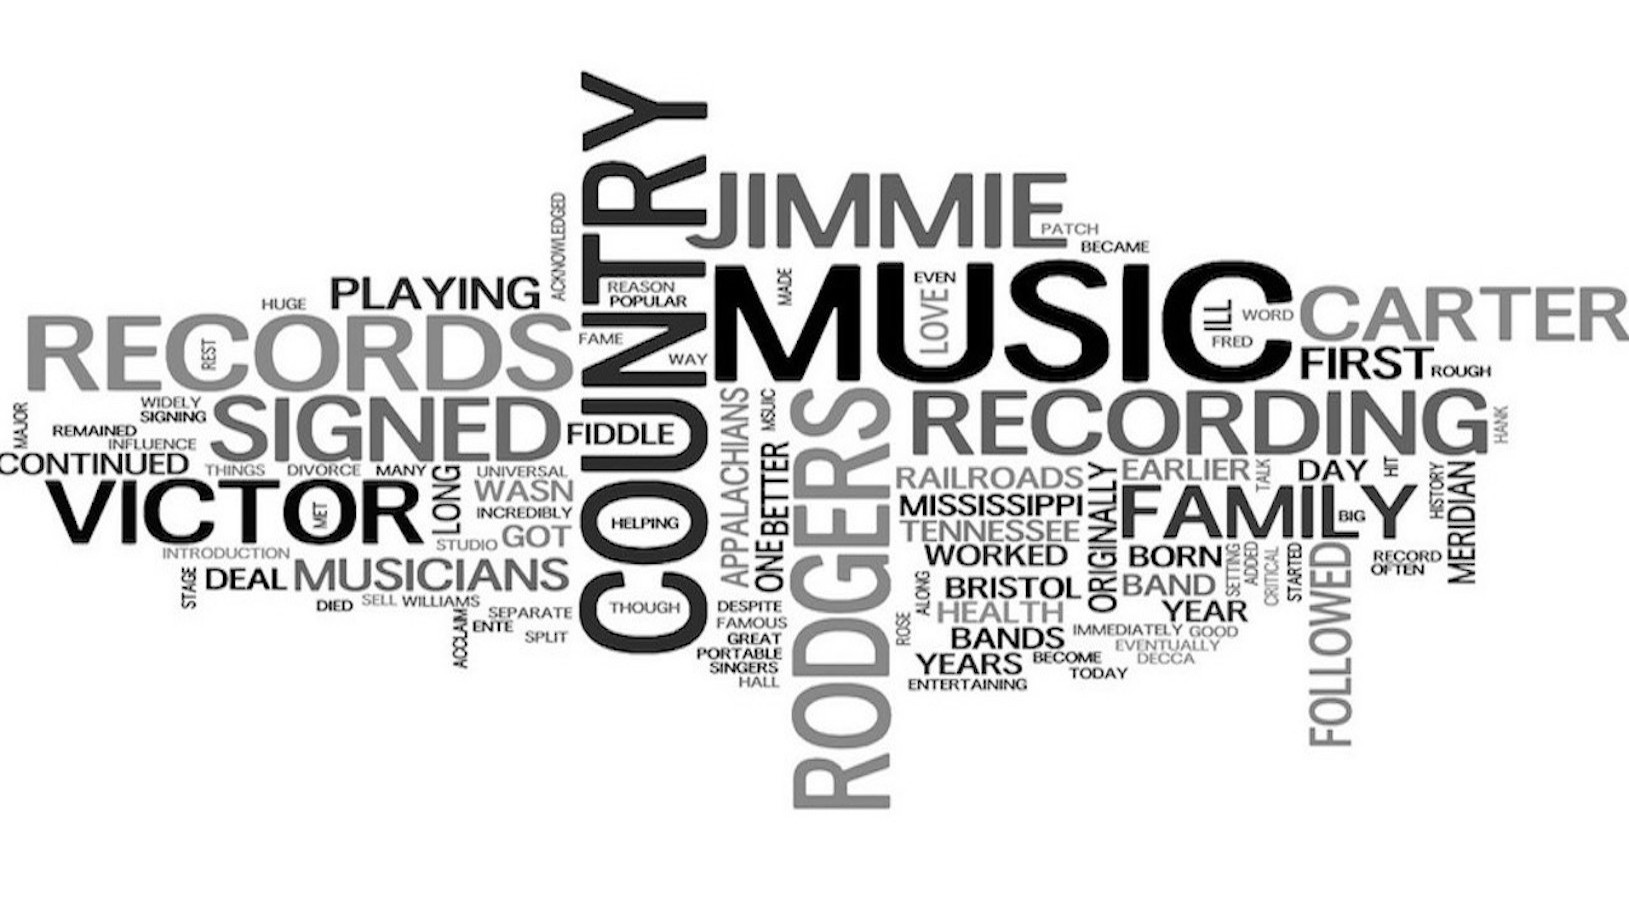 COUNTRY
JIMMIE
PATCH
BECAME
ACKNOWLEDGED
PLAYING
HUGE
REASON
POPULAR
MADE
EVEN
LOVE
MUSIC
ILL
WORD
FRED
CARTER
RECORDS
REST
FAME
WAY
FIRST
ROUGH
MAJOR
WIDELY
SIGNING
REMAINED
INFLUENCE
SIGNED
FIDDLE
APPALACHIANS
MSUIC
RODGERS
RECORDING
HANK
CONTINUED
THINGS
DIVORCE
MANY
LONG
UNIVERSAL
WASN
INCREDIBLY
VICTOR
MET
STUDIO
GOT
HELPING
ONE
BETTER
RAILROADS
MISSISSIPPI
TENNESSEE
WORKED
ORIGINALLY
EARLIER
TALK
DAY
HIT
HISTORY
MERIDIAN
FAMILY
BIG
INTRODUCTION
STAGE
DEAL
MUSICIANS
DIED
SELL
WILLIAMS
ACCLAIM
SEPARATE
ENTE
SPLIT
THOUGH
DESPITE
FAMOUS
GREAT
PORTABLE
SINGERS
HALL
BORN
BRISTOL
BAND
SETTING
ADDED
CRITICAL
STARTED
FOLLOWED
RECORD
OFTEN
ALONG
ROSE
HEALTH
YEAR
BANDS
IMMEDIATELY
GOOD
EVENTUALLY
YEARS
BECOME
DECCA
TODAY
ENTERTAINING